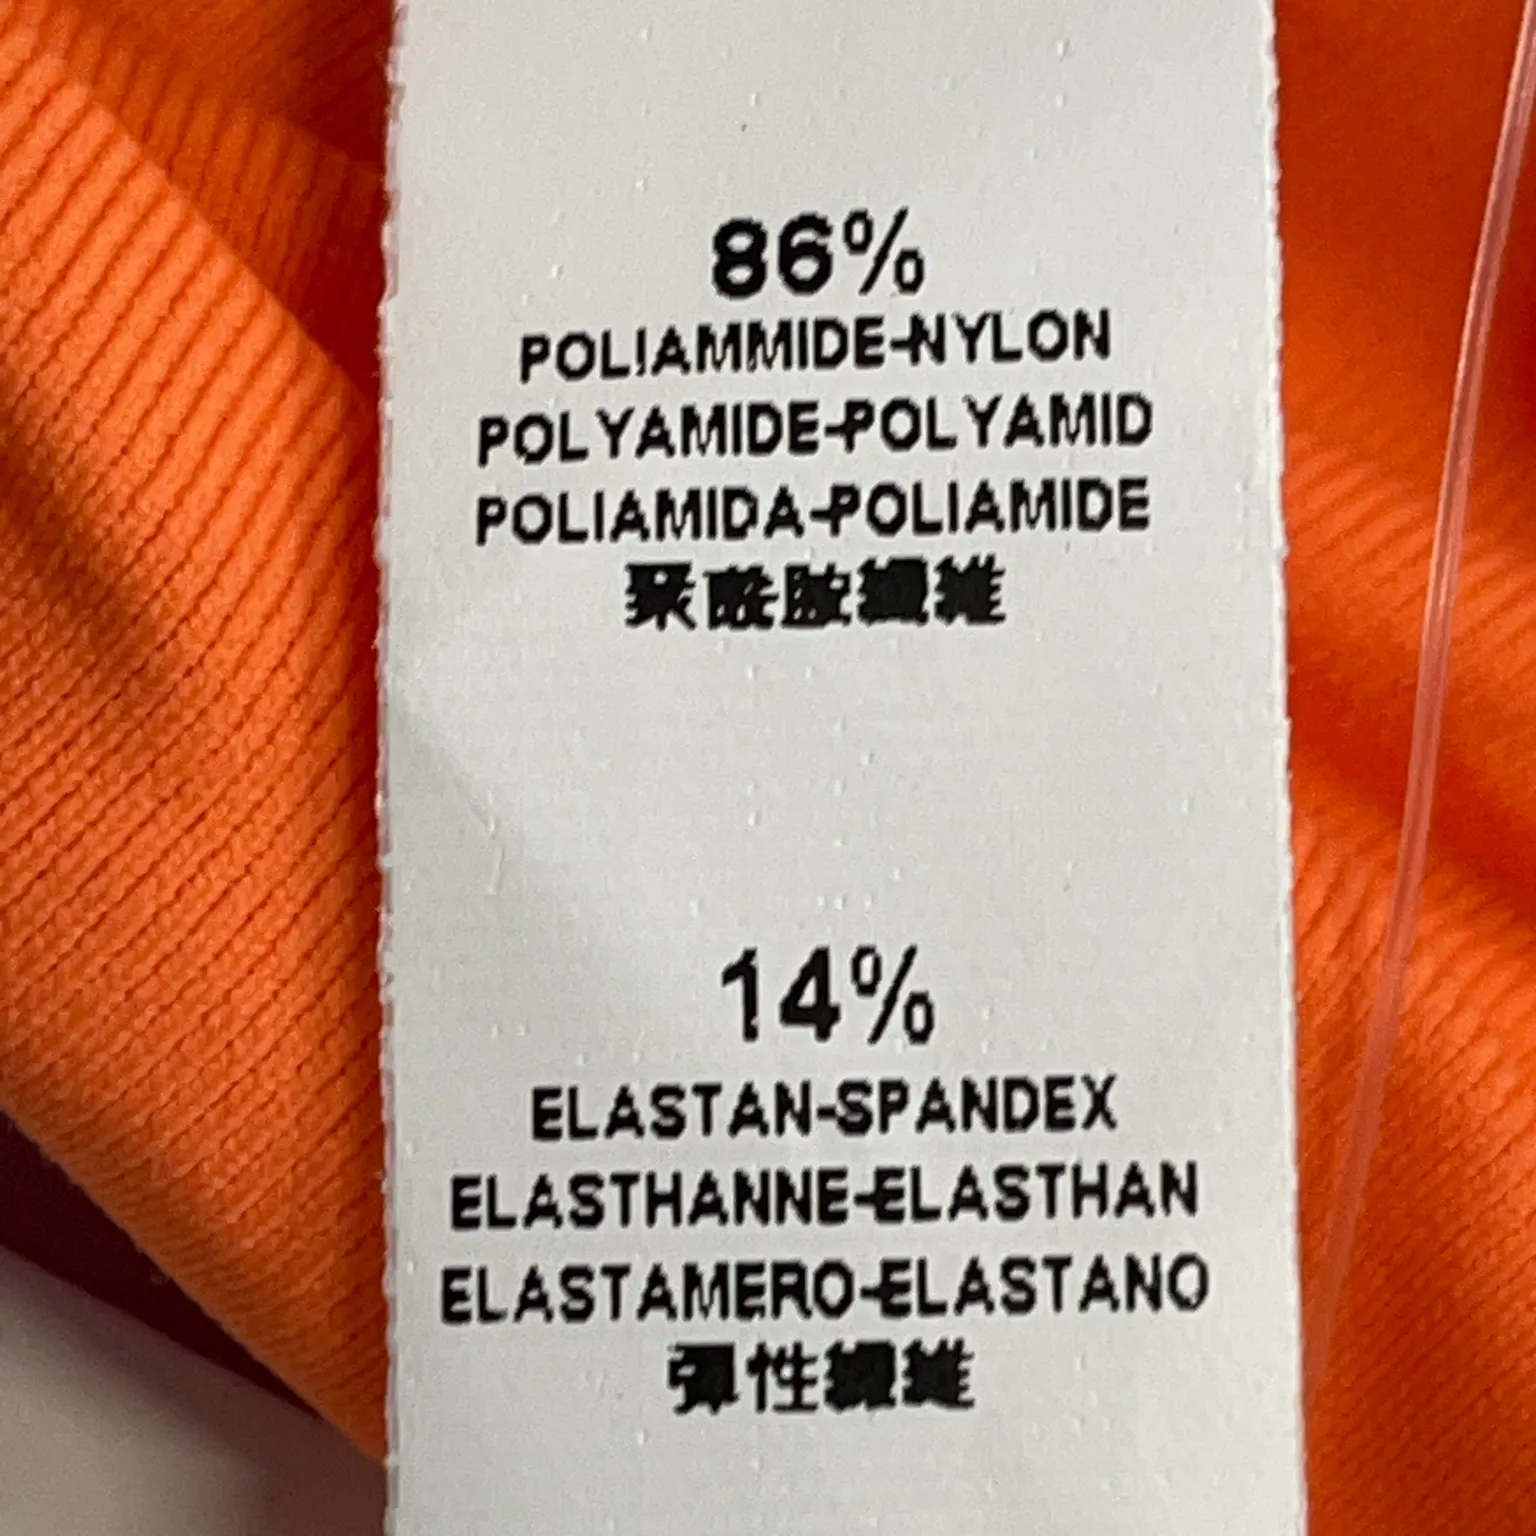 86%
POLIAMMIDE-NYLON
POLYAMIDE-POLYAMID
POLIAMIDA-POLIAMIDE
聚酰胺纖維
14%
ELASTAN-SPANDEX
ELASTHANNE-ELASTHAN
ELASTAMERO-ELASTANO
彈性纖維